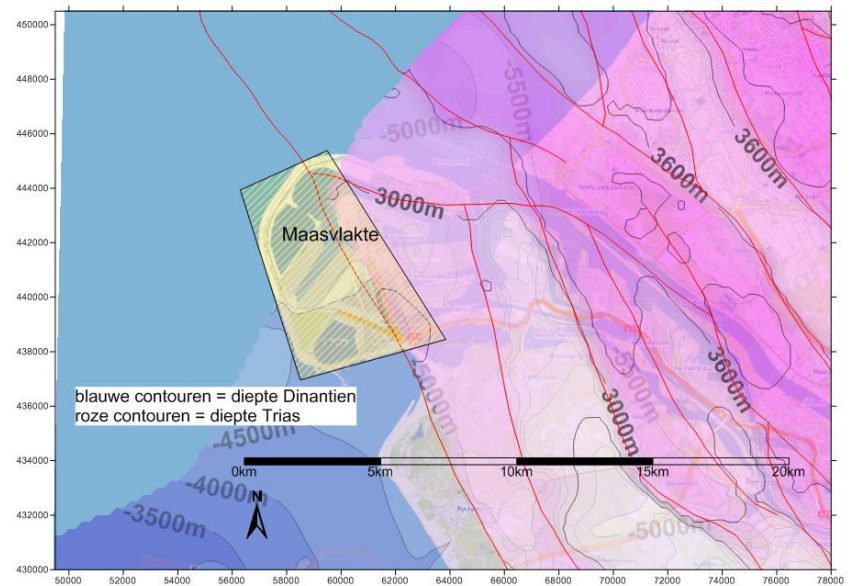 450000
448000
446000
444000
442000
440000
438000
436000
434000
432000
430000
50000 52000 54000 56000 58000 60000 62000 64000 66000 68000 70000 72000 74000 76000 78000
-5500m
-5000m
3600m
3600m
3000m
Maasvlakte
-5000m
-5500m
3600m
3000m
blauwe contouren = diepte Dinantien
roze contouren = diepte Trias
-4500m
0km 5km 10km 15km 20km
-4000m
N
-3500m
-5000m